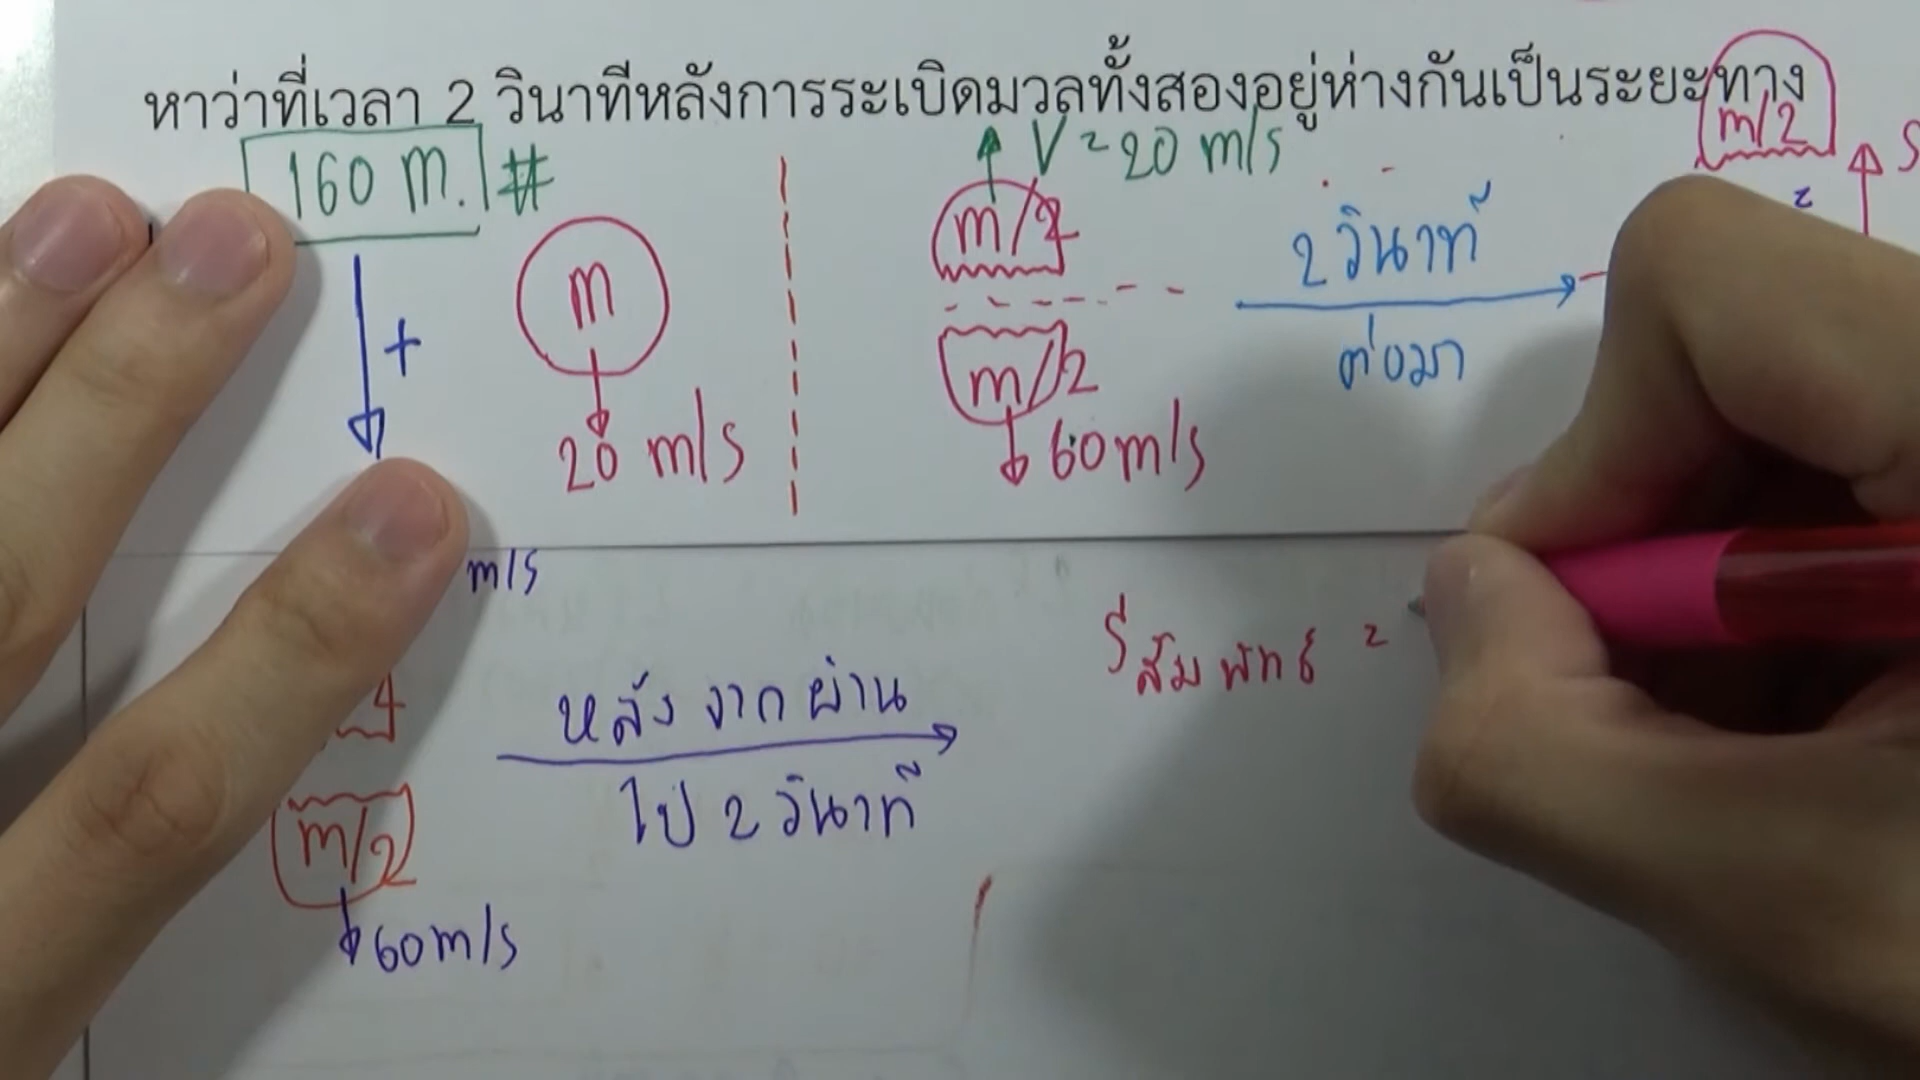 หาว่าที่เวลา 2 วินาทีหลังการระเบิดมวลทั้งสองอยู่ห่างกันเป็นระยะทาง
160 m. #
V = 20 m/s
m/2
m/2
m/2
+
m
20 m/s
60 m/s
2 วินาที
ต่อมา
S
m/s
S สัมพัทธ์ =
หลังจากผ่าน
ไป 2 วินาที
m/2
60 m/s